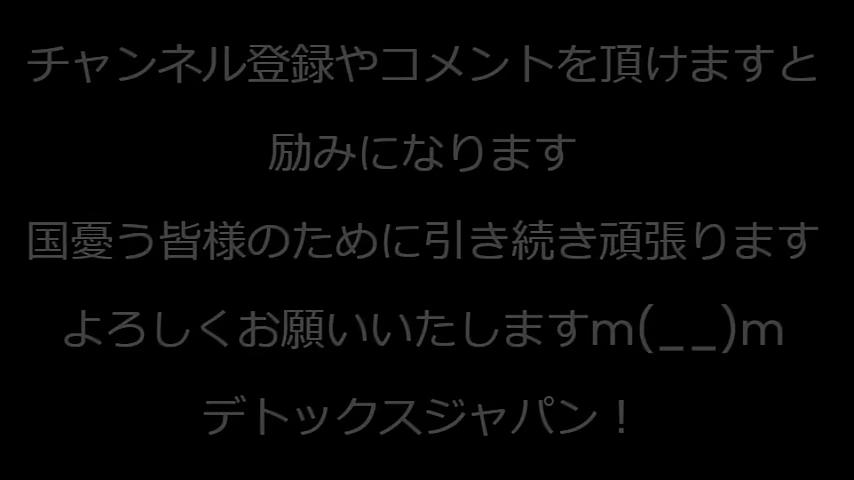 チャンネル登録やコメントを頂けますと
励みになります
国憂う皆様のために引き続き頑張ります
よろしくお願いいたしますm(__)m
デトックスジャパン！